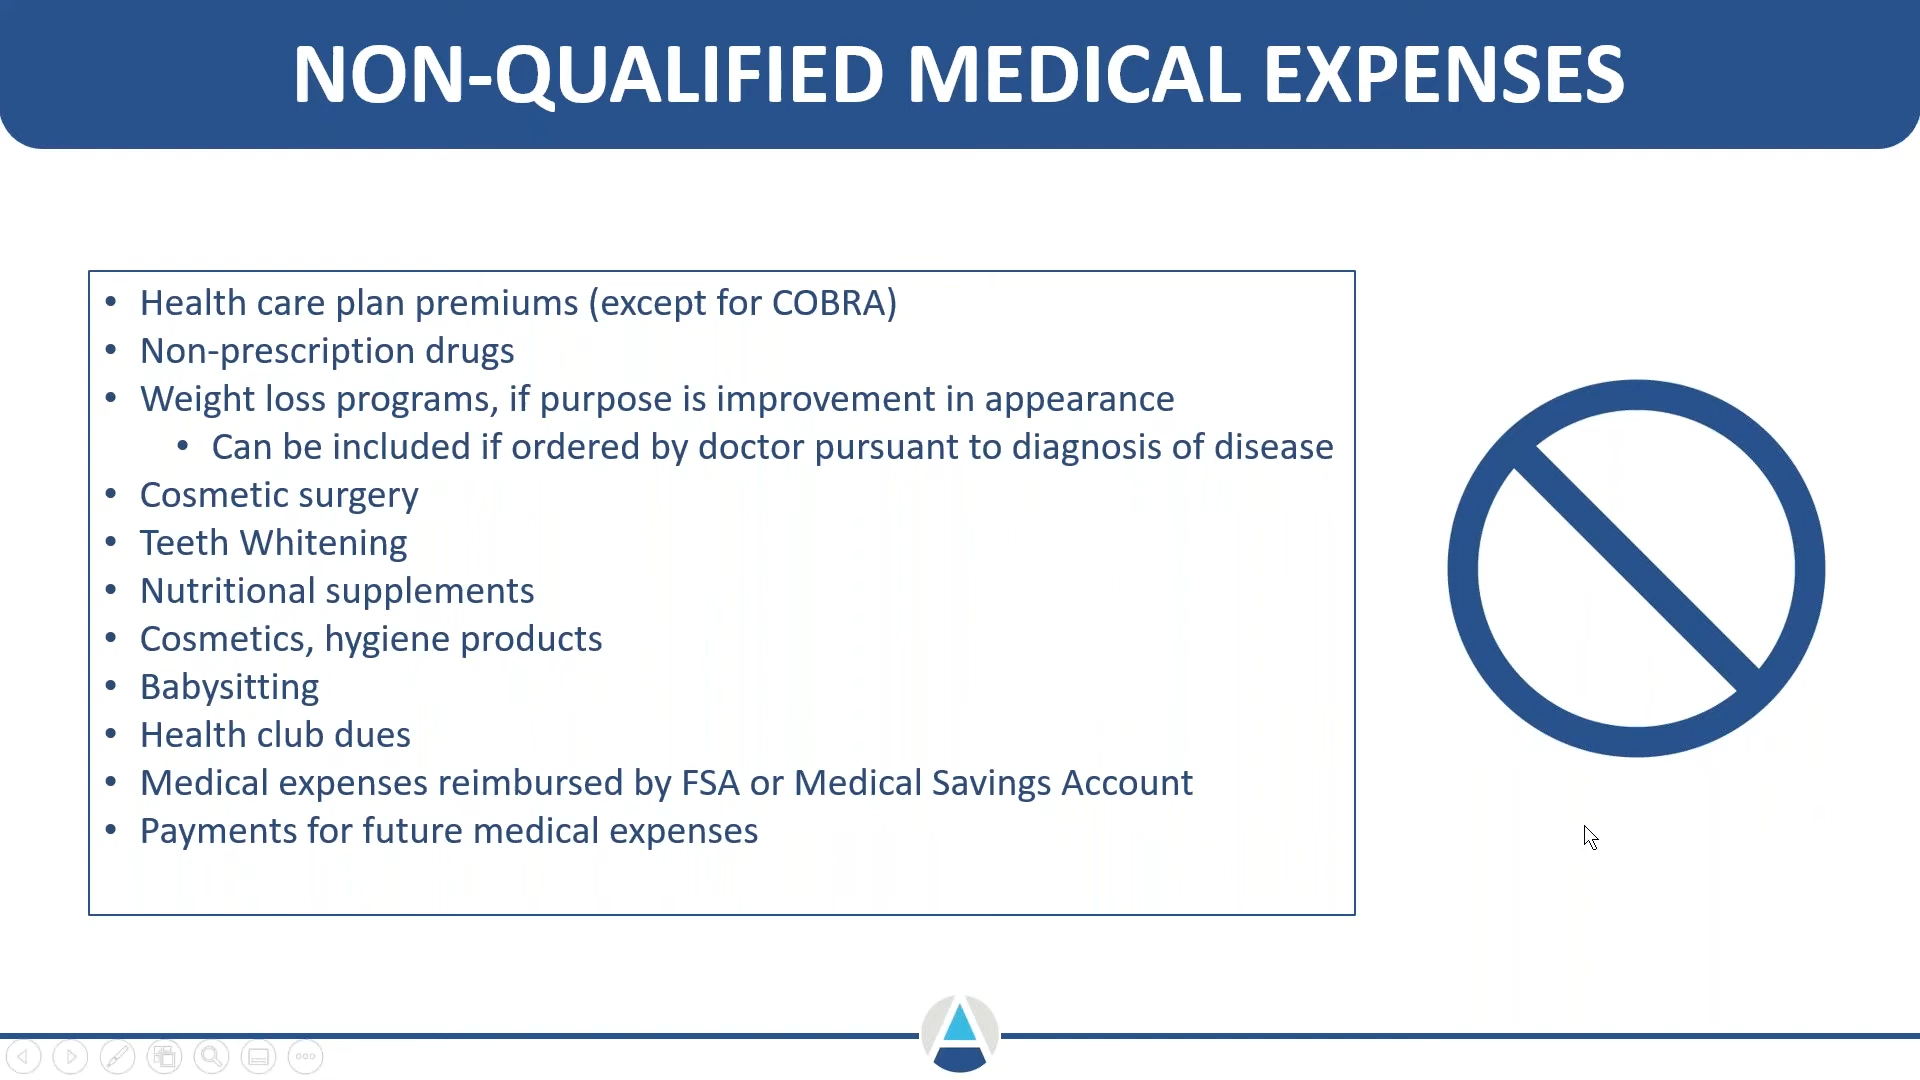 NON-QUALIFIED MEDICAL EXPENSES
• Health care plan premiums (except for COBRA)
• Non-prescription drugs
• Weight loss programs, if purpose is improvement in appearance
• Can be included if ordered by doctor pursuant to diagnosis of disease
• Cosmetic surgery
• Teeth Whitening
• Nutritional supplements
• Cosmetics, hygiene products
• Babysitting
• Health club dues
• Medical expenses reimbursed by FSA or Medical Savings Account
• Payments for future medical expenses